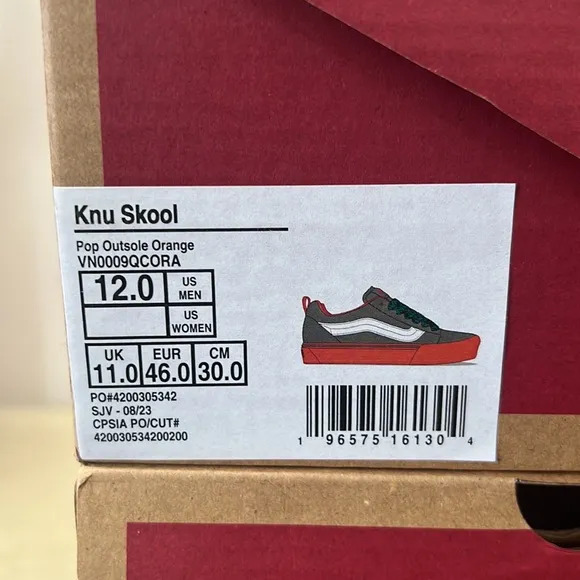 Knu Skool
Pop Outsole Orange
VN0009QCORA
12.0 US MEN
US WOMEN
UK 11.0 EUR 46.0 CM 30.0
PO#4200305342
SJV - 08/23
CPSIA PO/CUT#
420030534200200
1 96575 16130 4